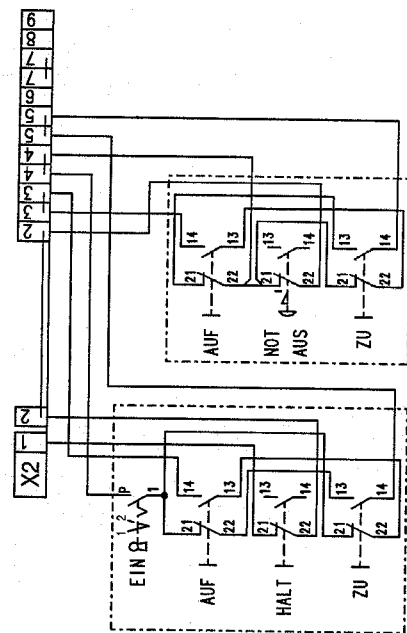 X2 1 2
2 3 3 4 4 5 5 6 7 7 8 9
EIN
1 2
P 1
AUF
14 13
21 22
HALT
13 14
21 22
ZU
13 14
21 22
AUF
14 13
21 22
NOT
AUS
13 14
21 22
ZU
13 14
21 22